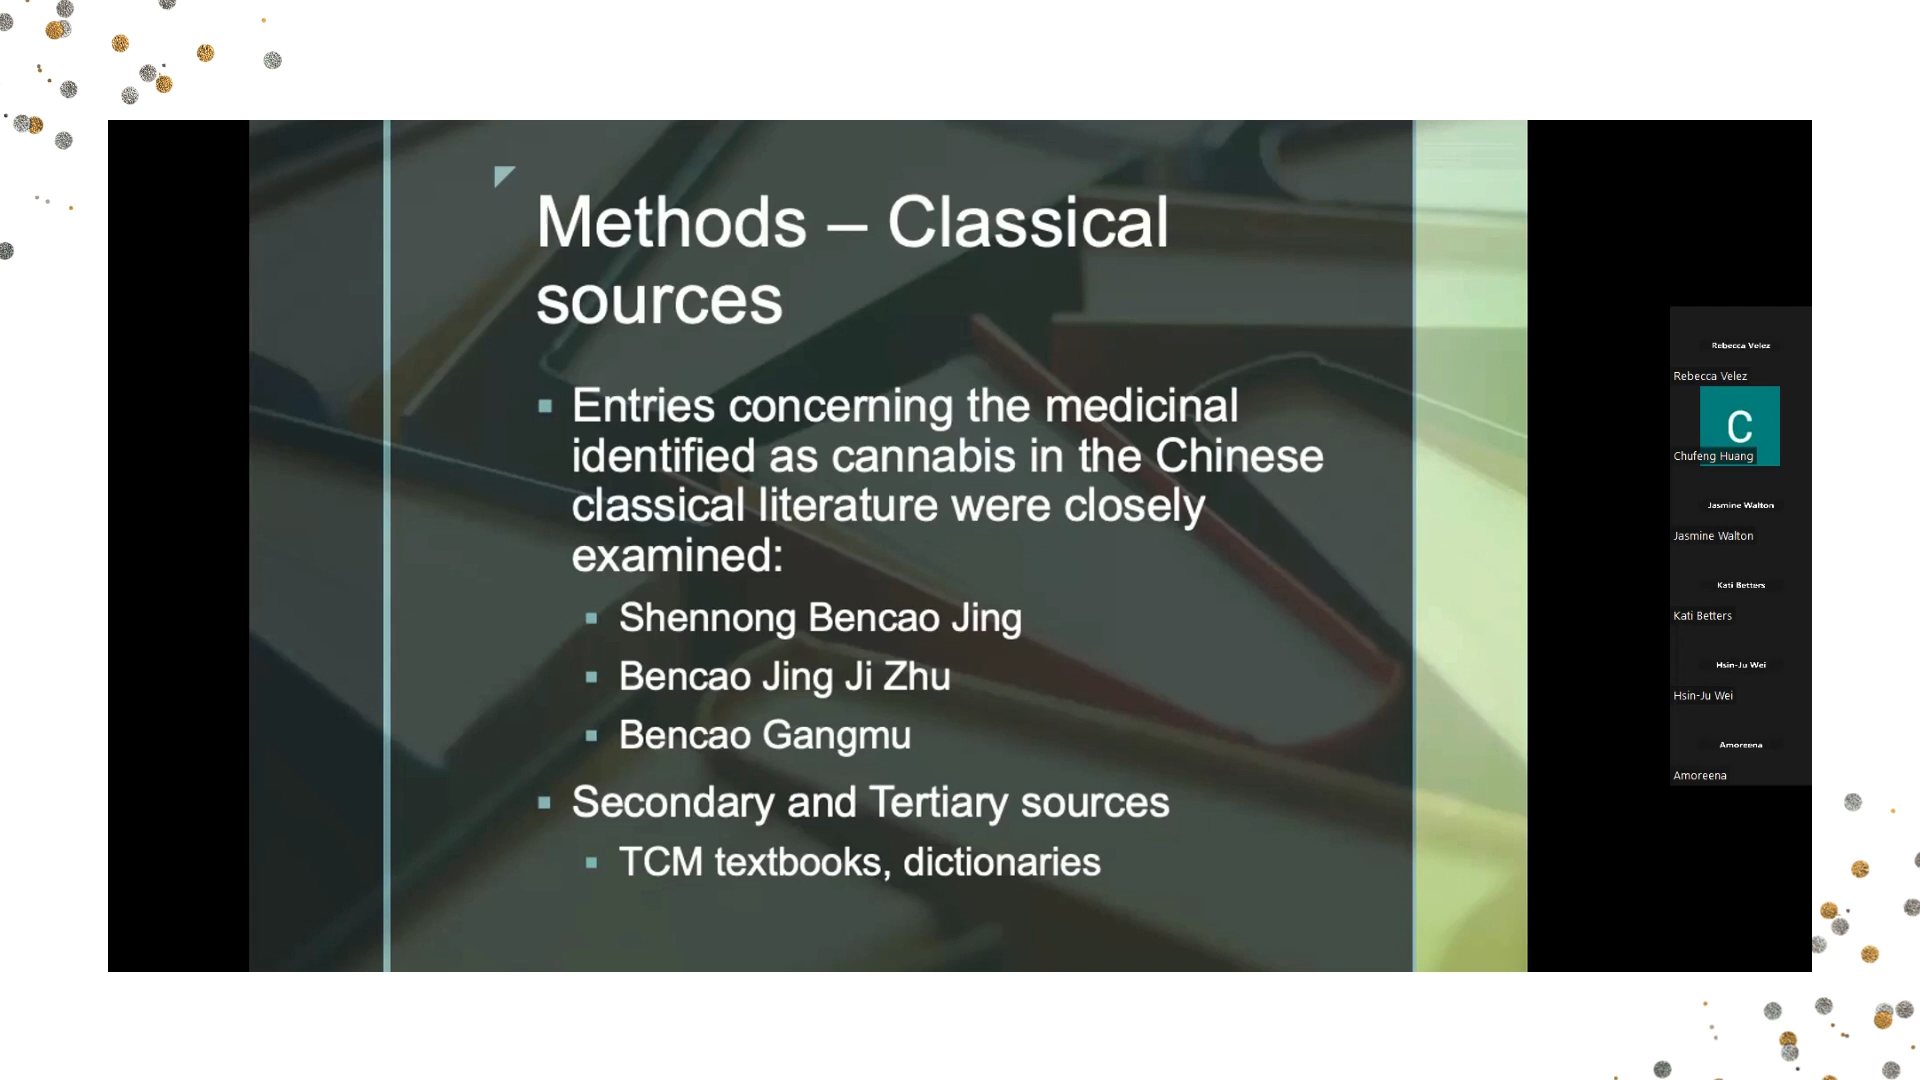 Methods – Classical
sources
Entries concerning the medicinal
identified as cannabis in the Chinese
classical literature were closely
examined:
Shennong Bencao Jing
Bencao Jing Ji Zhu
Bencao Gangmu
Secondary and Tertiary sources
TCM textbooks, dictionaries
Rebecca Velez
Rebecca Velez
C
Chufeng Huang
Jasmine Walton
Jasmine Walton
Kati Betters
Kati Betters
Hsin-Ju Wei
Hsin-Ju Wei
Amoreena
Amoreena